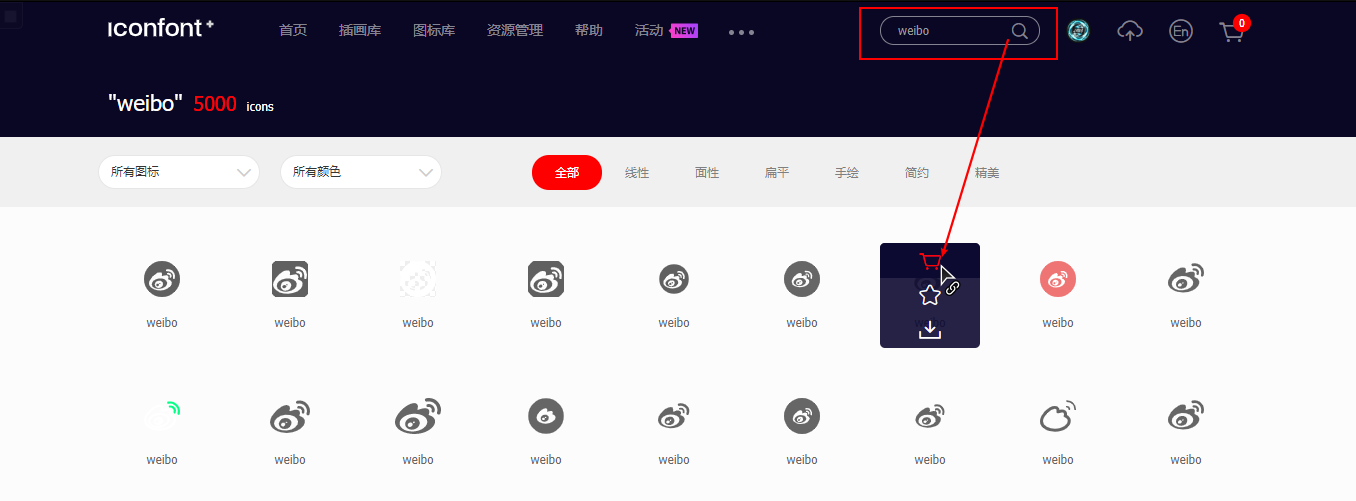 iconfont+ 首页 插画库 图标库 资源管理 帮助 活动 NEW weibo En 0
"weibo" 5000 icons
所有图标 所有颜色 全部 线性 面性 扁平 手绘 简约 精美
weibo weibo weibo weibo weibo weibo weibo weibo
weibo weibo weibo weibo weibo weibo weibo weibo weibo